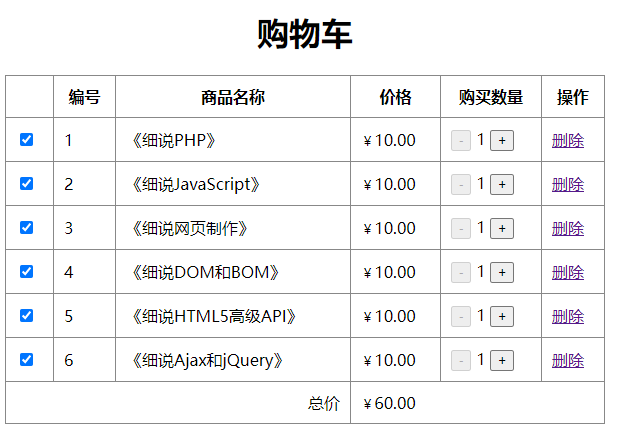 购物车
编号 商品名称 价格 购买数量 操作
1 《细说PHP》 ¥ 10.00 - 1 + 删除
2 《细说JavaScript》 ¥ 10.00 - 1 + 删除
3 《细说网页制作》 ¥ 10.00 - 1 + 删除
4 《细说DOM和BOM》 ¥ 10.00 - 1 + 删除
5 《细说HTML5高级API》 ¥ 10.00 - 1 + 删除
6 《细说Ajax和jQuery》 ¥ 10.00 - 1 + 删除
总价 ¥ 60.00